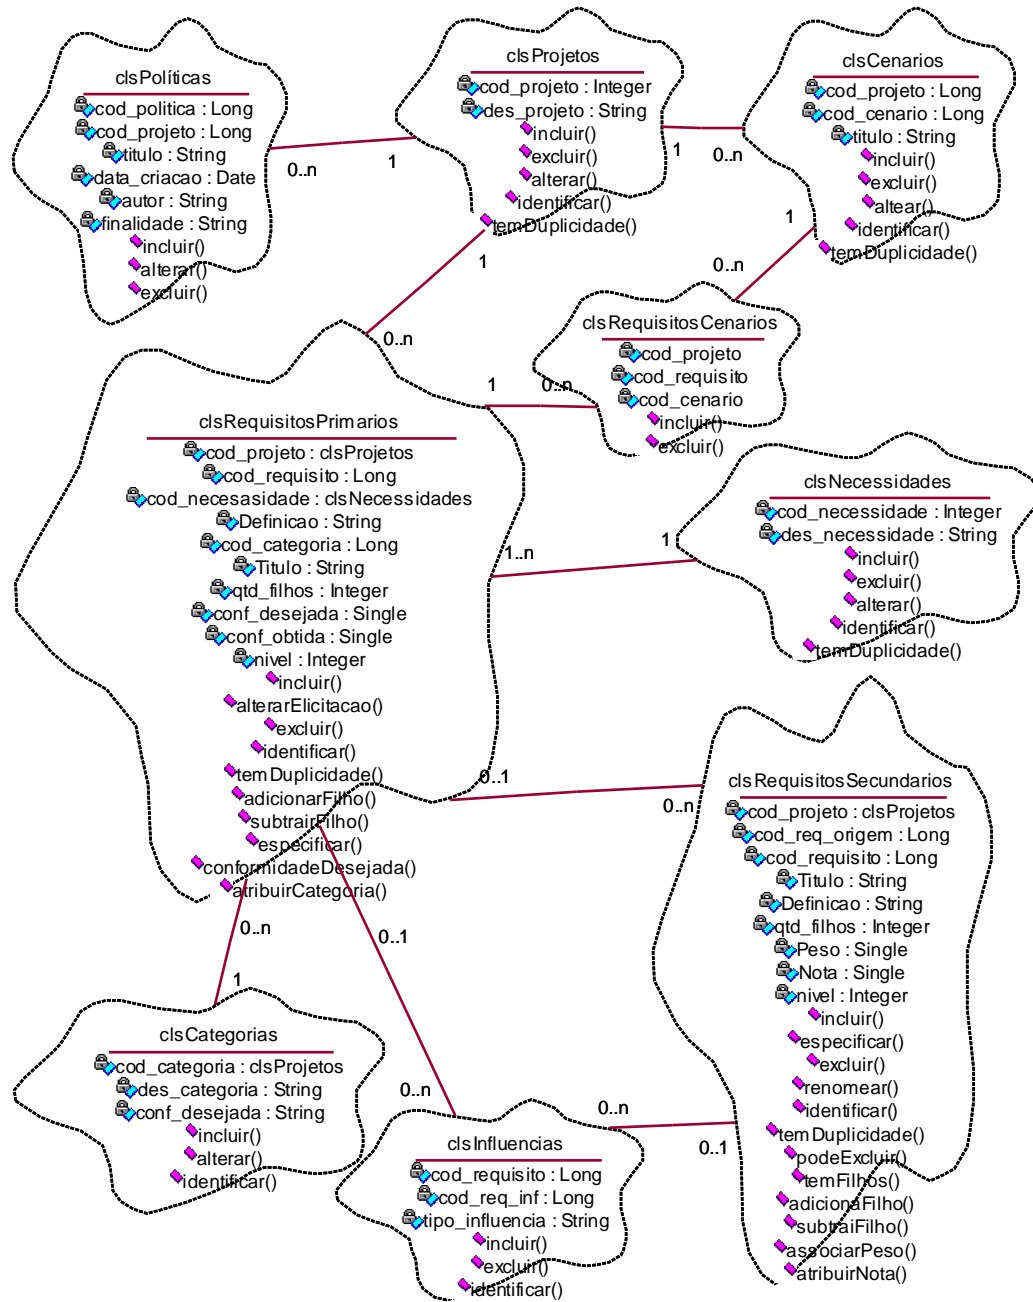 clsPolíticas
cod_politica : Long
cod_projeto : Long
titulo : String
data_criacao : Date
autor : String
finalidade : String
incluir()
alterar()
excluir()
0..n
1
clsProjetos
cod_projeto : Integer
des_projeto : String
incluir()
excluir()
alterar()
identificar()
temDuplicidade()
1
0..n
clsCenarios
cod_projeto : Long
cod_cenario : Long
titulo : String
incluir()
excluir()
altear()
identificar()
temDuplicidade()
1
0..n
1
0..n
clsRequisitosCenarios
cod_projeto
cod_requisito
cod_cenario
incluir()
excluir()
1
0..n
clsRequisitosPrimarios
cod_projeto : clsProjetos
cod_requisito : Long
cod_necesasidade : clsNecessidades
Definicao : String
cod_categoria : Long
Titulo : String
qtd_filhos : Integer
conf_desejada : Single
conf_obtida : Single
nivel : Integer
incluir()
alterarElicitacao()
excluir()
identificar()
temDuplicidade()
adicionarFilho()
subtrairFilho()
especificar()
conformidadeDesejada()
atribuirCategoria()
1..n
1
clsNecessidades
cod_necessidade : Integer
des_necessidade : String
incluir()
excluir()
alterar()
identificar()
temDuplicidade()
0..1
0..n
clsRequisitosSecundarios
cod_projeto : clsProjetos
cod_req_origem : Long
cod_requisito : Long
Titulo : String
Definicao : String
qtd_filhos : Integer
Peso : Single
Nota : Single
nivel : Integer
incluir()
especificar()
excluir()
renomear()
identificar()
temDuplicidade()
podeExcluir()
temFilhos()
adicionaFilho()
subtraiFilho()
associarPeso()
atribuirNota()
0..n
1
0..1
0..n
clsCategorias
cod_categoria : clsProjetos
des_categoria : String
conf_desejada : String
incluir()
alterar()
identificar()
0..n
0..1
clsInfluencias
cod_requisito : Long
cod_req_inf : Long
tipo_influencia : String
incluir()
excluir()
identificar()